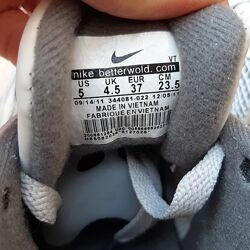 VT
nike betterwold.com
US UK EUR CM
5 4.5 37 23.5
09/14/11 344081-022 12/05/11
MADE IN VIETNAM
FABRIQUE EN VIETNAM